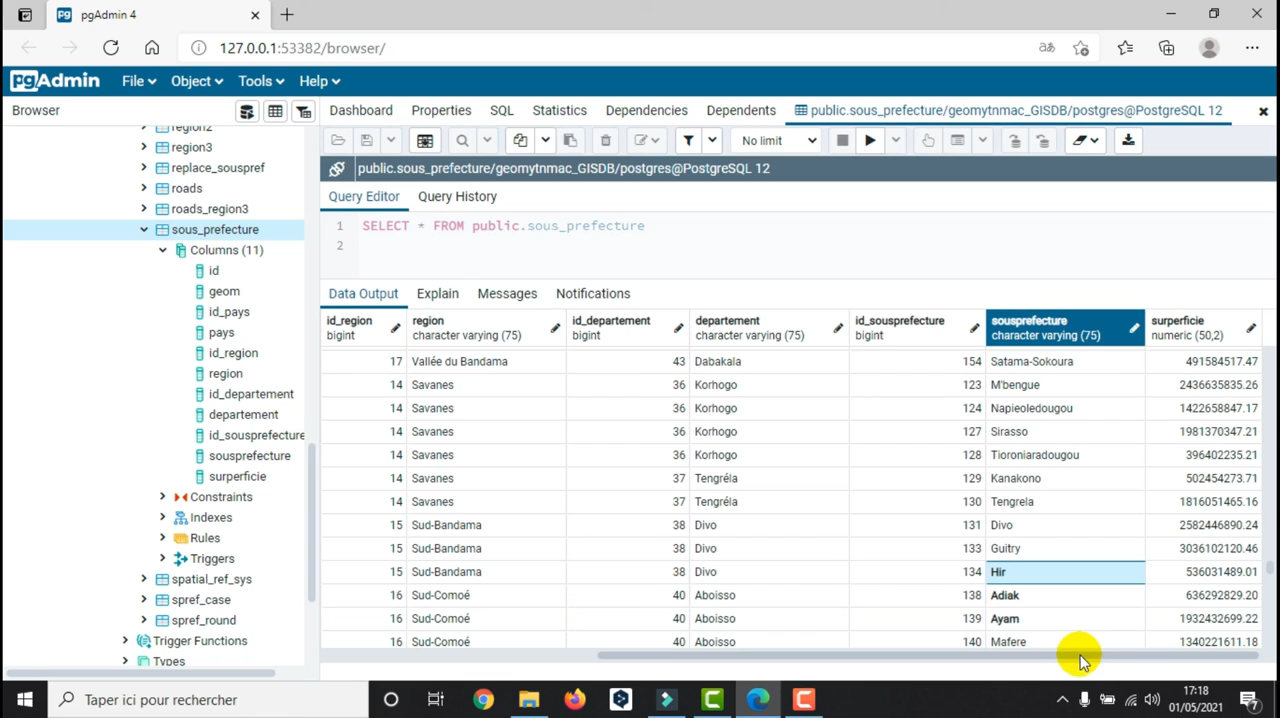 pgAdmin 4
127.0.0.1:53382/browser/
pgAdmin File Object Tools Help
Browser
Dashboard Properties SQL Statistics Dependencies Dependents public.sous_prefecture/geomytnmac_GISDB/postgres@PostgreSQL 12
No limit
public.sous_prefecture/geomytnmac_GISDB/postgres@PostgreSQL 12
Query Editor Query History
1 SELECT * FROM public.sous_prefecture
2
Data Output Explain Messages Notifications
region2
region3
replace_souspref
roads
roads_region3
sous_prefecture
Columns (11)
id
geom
id_pays
pays
id_region
region
id_departement
departement
id_sousprefecture
sousprefecture
surperficie
Constraints
Indexes
Rules
Triggers
spatial_ref_sys
spref_case
spref_round
Trigger Functions
Types
id_region region id_departement departement id_sousprefecture sousprefecture surperficie
bigint character varying (75) bigint character varying (75) bigint character varying (75) numeric (50,2)
17 Vallée du Bandama 43 Dabakala 154 Satama-Sokoura 491584517.47
14 Savanes 36 Korhogo 123 M'bengue 2436635835.26
14 Savanes 36 Korhogo 124 Napieoledougou 1422658847.17
14 Savanes 36 Korhogo 127 Sirasso 1981370347.21
14 Savanes 36 Korhogo 128 Tioroniaradougou 396402235.21
14 Savanes 37 Tengréla 129 Kanakono 502454273.71
14 Savanes 37 Tengréla 130 Tengrela 1816051465.16
15 Sud-Bandama 38 Divo 131 Divo 2582446890.24
15 Sud-Bandama 38 Divo 133 Guitry 3036102120.46
15 Sud-Bandama 38 Divo 134 Hir 536031489.01
16 Sud-Comoé 40 Aboisso 138 Adiak 636292829.20
16 Sud-Comoé 40 Aboisso 139 Ayam 1932432699.22
16 Sud-Comoé 40 Aboisso 140 Mafere 1340221611.18
Taper ici pour rechercher
17:18
01/05/2021
7